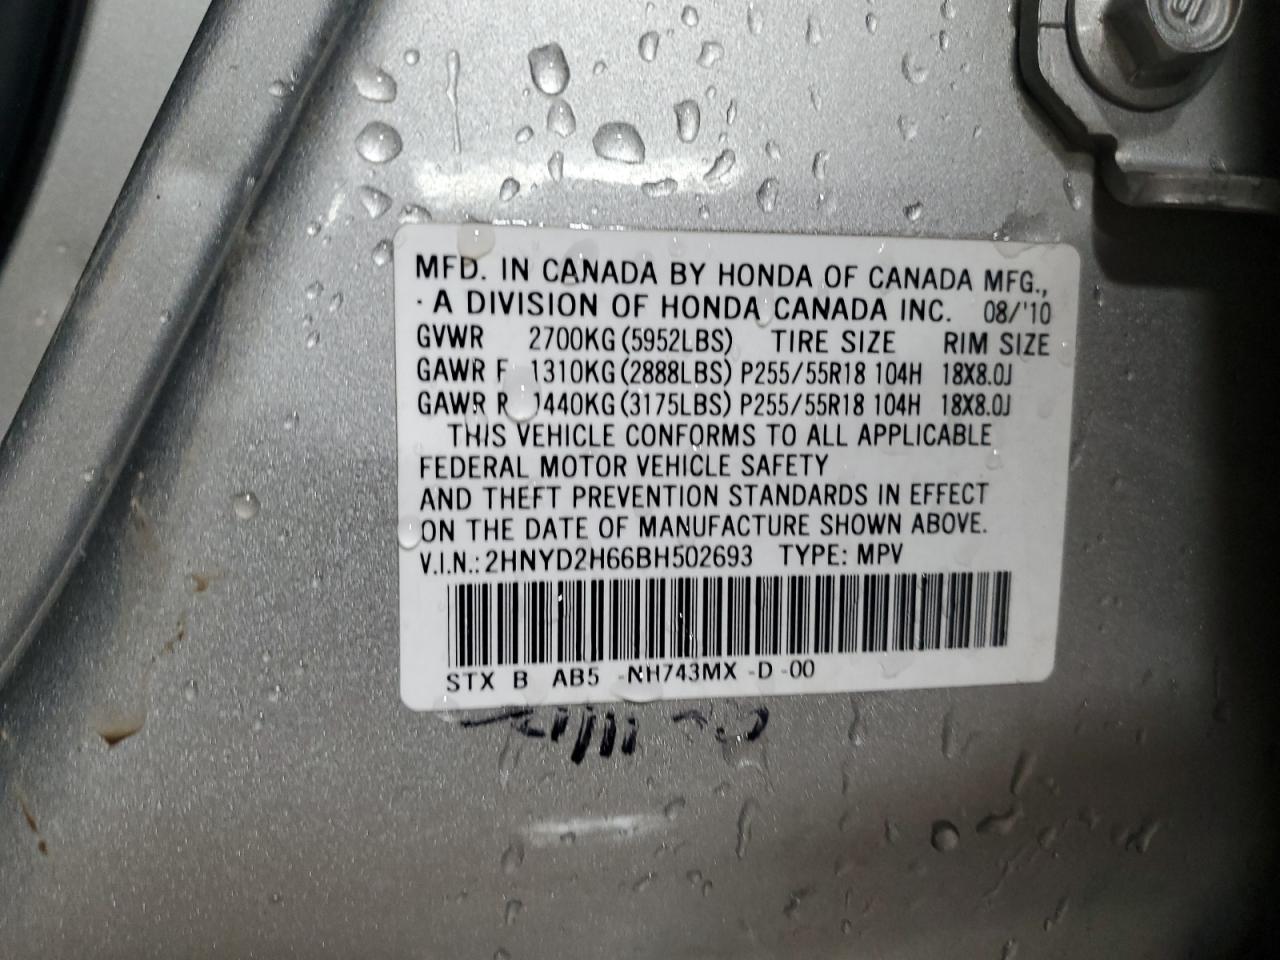 MFD. IN CANADA BY HONDA OF CANADA MFG.,
· A DIVISION OF HONDA CANADA INC. 08/'10
GVWR 2700KG (5952LBS) TIRE SIZE RIM SIZE
GAWR F 1310KG (2888LBS) P255/55R18 104H 18X8.0J
GAWR R 1440KG (3175LBS) P255/55R18 104H 18X8.0J
THIS VEHICLE CONFORMS TO ALL APPLICABLE
FEDERAL MOTOR VEHICLE SAFETY
AND THEFT PREVENTION STANDARDS IN EFFECT
ON THE DATE OF MANUFACTURE SHOWN ABOVE.
V.I.N.: 2HNYD2H66BH502693 TYPE: MPV
STX B AB5 -NH743MX -D -00